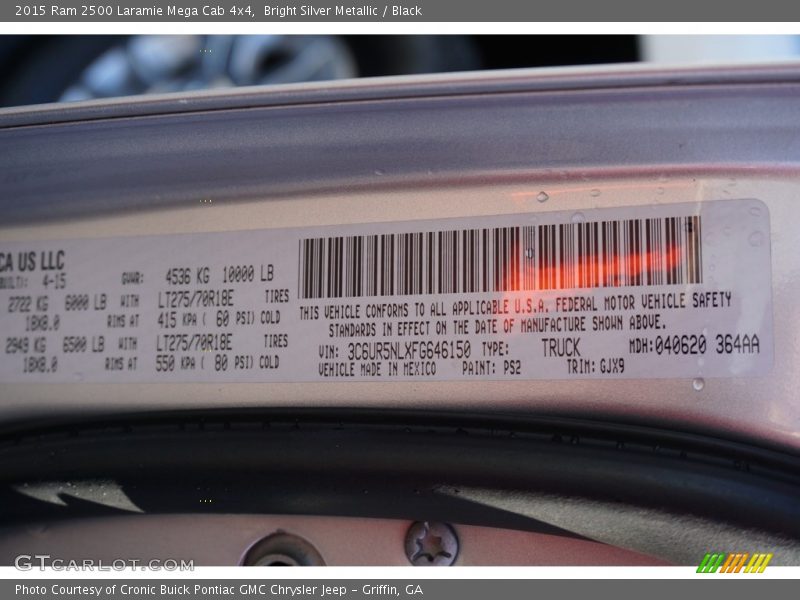 2015 Ram 2500 Laramie Mega Cab 4x4, Bright Silver Metallic / Black
CA US LLC
4-15 GVWR: 4536 KG 10000 LB
2722 KG 6000 LB WITH LT275/70R18E TIRES
18X8.0 RIMS AT 415 KPA ( 60 PSI) COLD
2949 KG 6500 LB WITH LT275/70R18E TIRES
18X8.0 RIMS AT 550 KPA ( 80 PSI) COLD
THIS VEHICLE CONFORMS TO ALL APPLICABLE U.S.A. FEDERAL MOTOR VEHICLE SAFETY
STANDARDS IN EFFECT ON THE DATE OF MANUFACTURE SHOWN ABOVE.
VIN: 3C6UR5NLXFG646150 TYPE: TRUCK MDH:040620 364AA
VEHICLE MADE IN MEXICO PAINT: PS2 TRIM: GJX9
GTCARLOT.COM
Photo Courtesy of Cronic Buick Pontiac GMC Chrysler Jeep - Griffin, GA